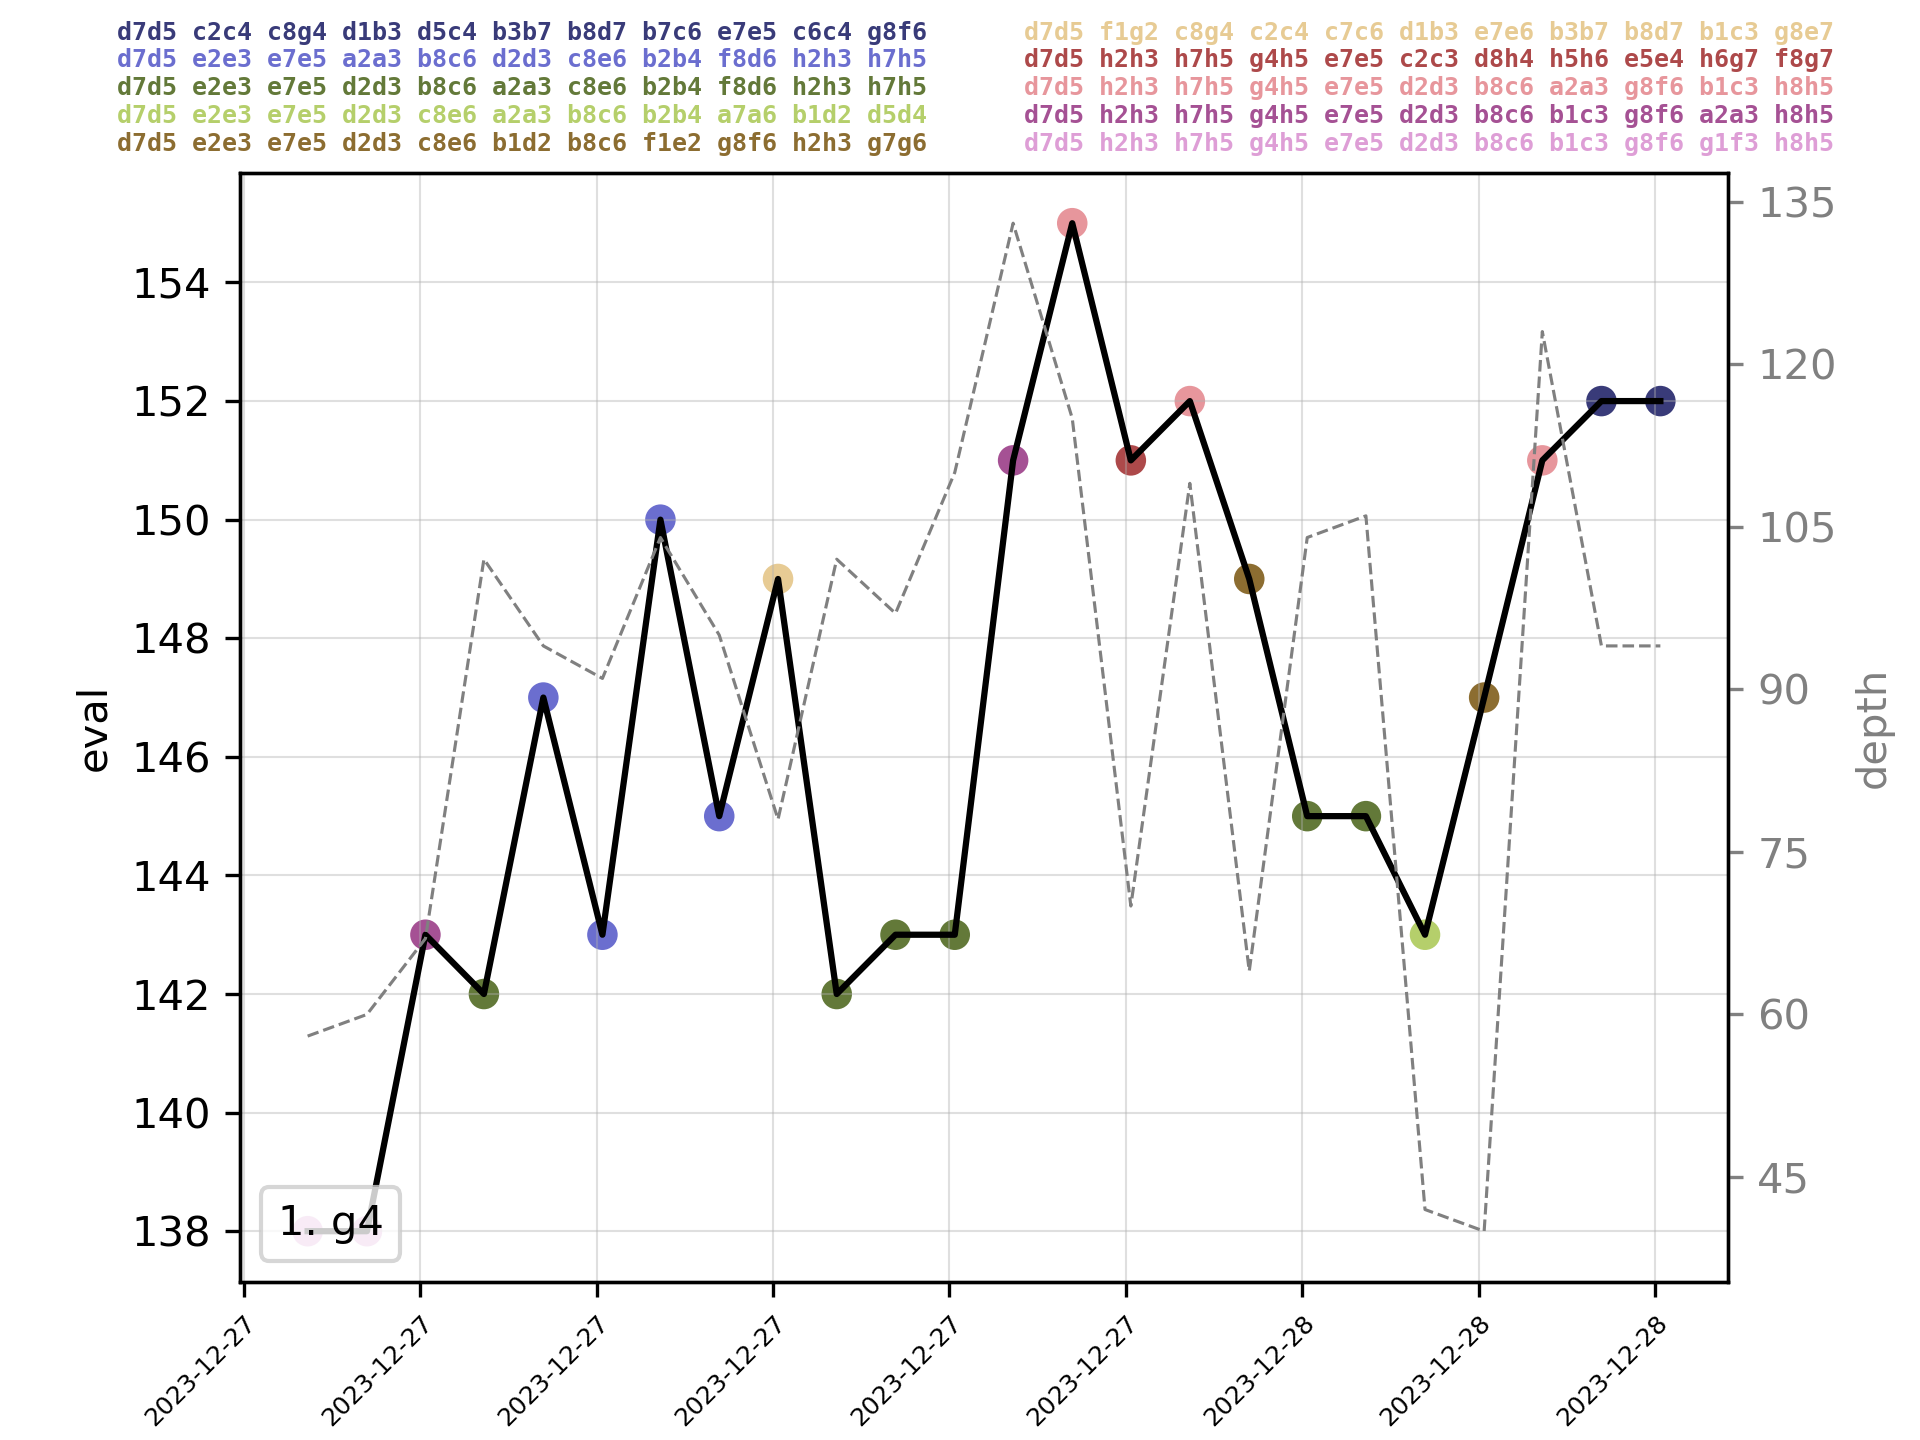 d7d5 c2c4 c8g4 d1b3 d5c4 b3b7 b8d7 b7c6 e7e5 c6c4 g8f6
d7d5 e2e3 e7e5 a2a3 b8c6 d2d3 c8e6 b2b4 f8d6 h2h3 h7h5
d7d5 e2e3 e7e5 d2d3 b8c6 a2a3 c8e6 b2b4 f8d6 h2h3 h7h5
d7d5 e2e3 e7e5 d2d3 c8e6 a2a3 b8c6 b2b4 a7a6 b1d2 d5d4
d7d5 e2e3 e7e5 d2d3 c8e6 b1d2 b8c6 f1e2 g8f6 h2h3 g7g6
d7d5 f1g2 c8g4 c2c4 c7c6 d1b3 e7e6 b3b7 b8d7 b1c3 g8e7
d7d5 h2h3 h7h5 g4h5 e7e5 c2c3 d8h4 h5h6 e5e4 h6g7 f8g7
d7d5 h2h3 h7h5 g4h5 e7e5 d2d3 b8c6 a2a3 g8f6 b1c3 h8h5
d7d5 h2h3 h7h5 g4h5 e7e5 d2d3 b8c6 b1c3 g8f6 a2a3 h8h5
d7d5 h2h3 h7h5 g4h5 e7e5 d2d3 b8c6 b1c3 g8f6 g1f3 h8h5
eval
154
152
150
148
146
144
142
140
138
1. g4
135
120
105
90
75
60
45
depth
2023-12-27
2023-12-27
2023-12-27
2023-12-27
2023-12-27
2023-12-27
2023-12-28
2023-12-28
2023-12-28